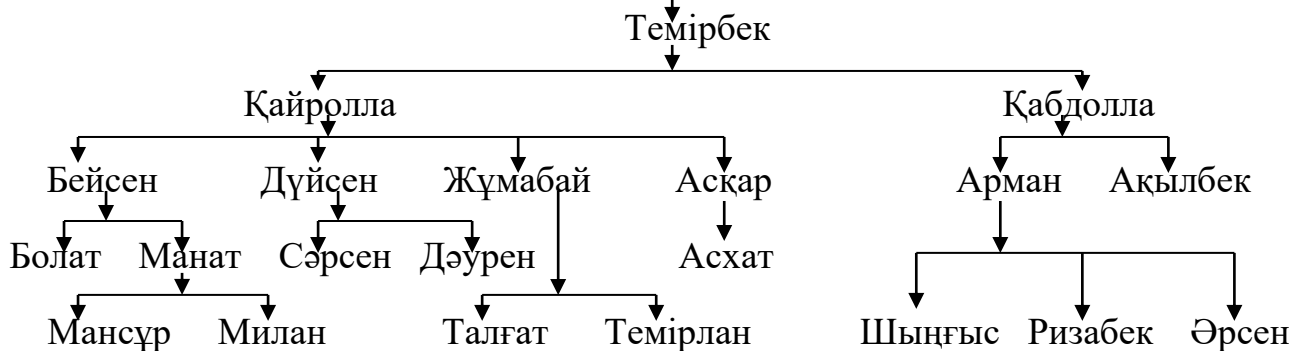 Темірбек
Қайролла Қабдолла
Бейсен Дүйсен Жұмабай Асқар Арман Ақылбек
Болат Манат Сәрсен Дәурен Асхат
Мансұр Милан Талғат Темірлан Шыңғыс Ризабек Әрсен